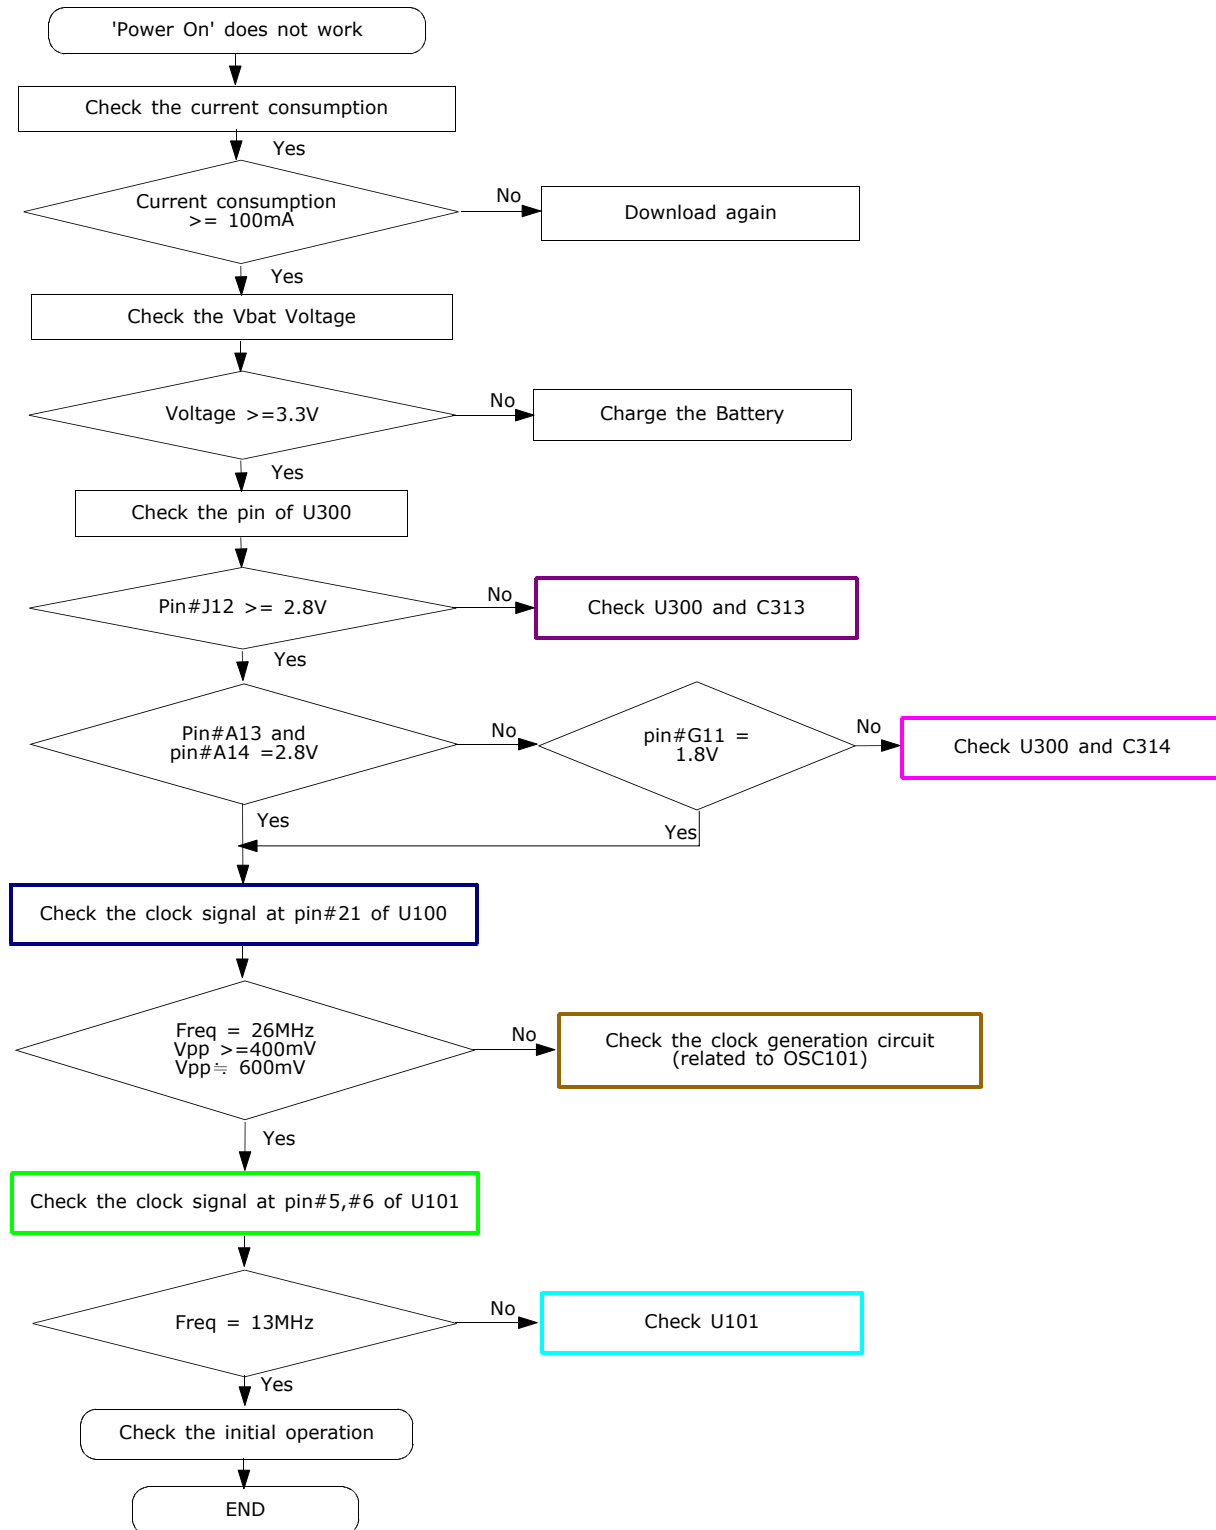 'Power On' does not work
Check the current consumption
Yes
Current consumption
>= 100mA
No
Download again
Yes
Check the Vbat Voltage
Voltage >=3.3V
No
Charge the Battery
Yes
Check the pin of U300
Pin#J12 >= 2.8V
No
Check U300 and C313
Yes
Pin#A13 and
pin#A14 =2.8V
No
pin#G11 =
1.8V
No
Check U300 and C314
Yes
Yes
Check the clock signal at pin#21 of U100
Freq = 26MHz
Vpp >=400mV
Vpp≒ 600mV
No
Check the clock generation circuit
(related to OSC101)
Yes
Check the clock signal at pin#5,#6 of U101
Freq = 13MHz
No
Check U101
Yes
Check the initial operation
END